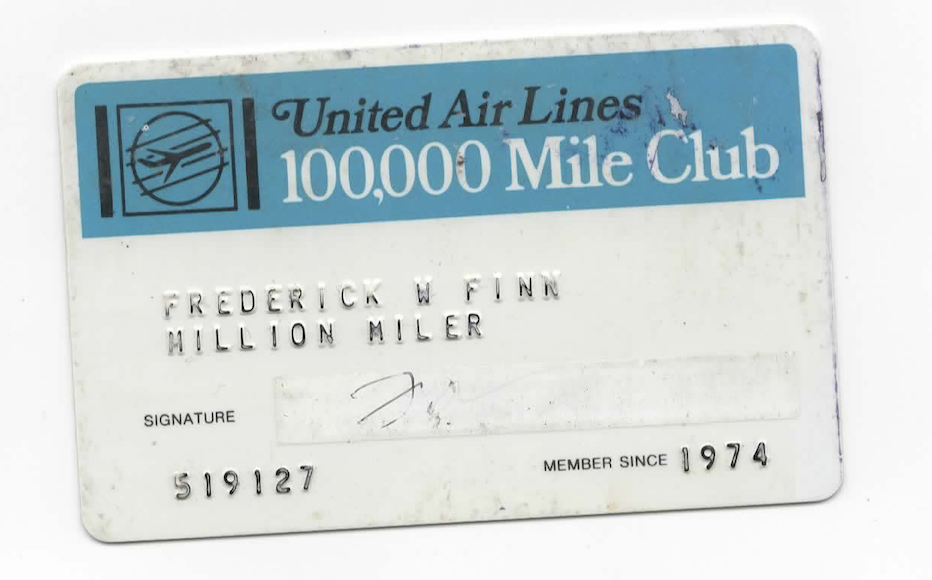 United Air Lines
100,000 Mile Club
FREDERICK W FINN
MILLION MILER
SIGNATURE
519127
MEMBER SINCE 1974